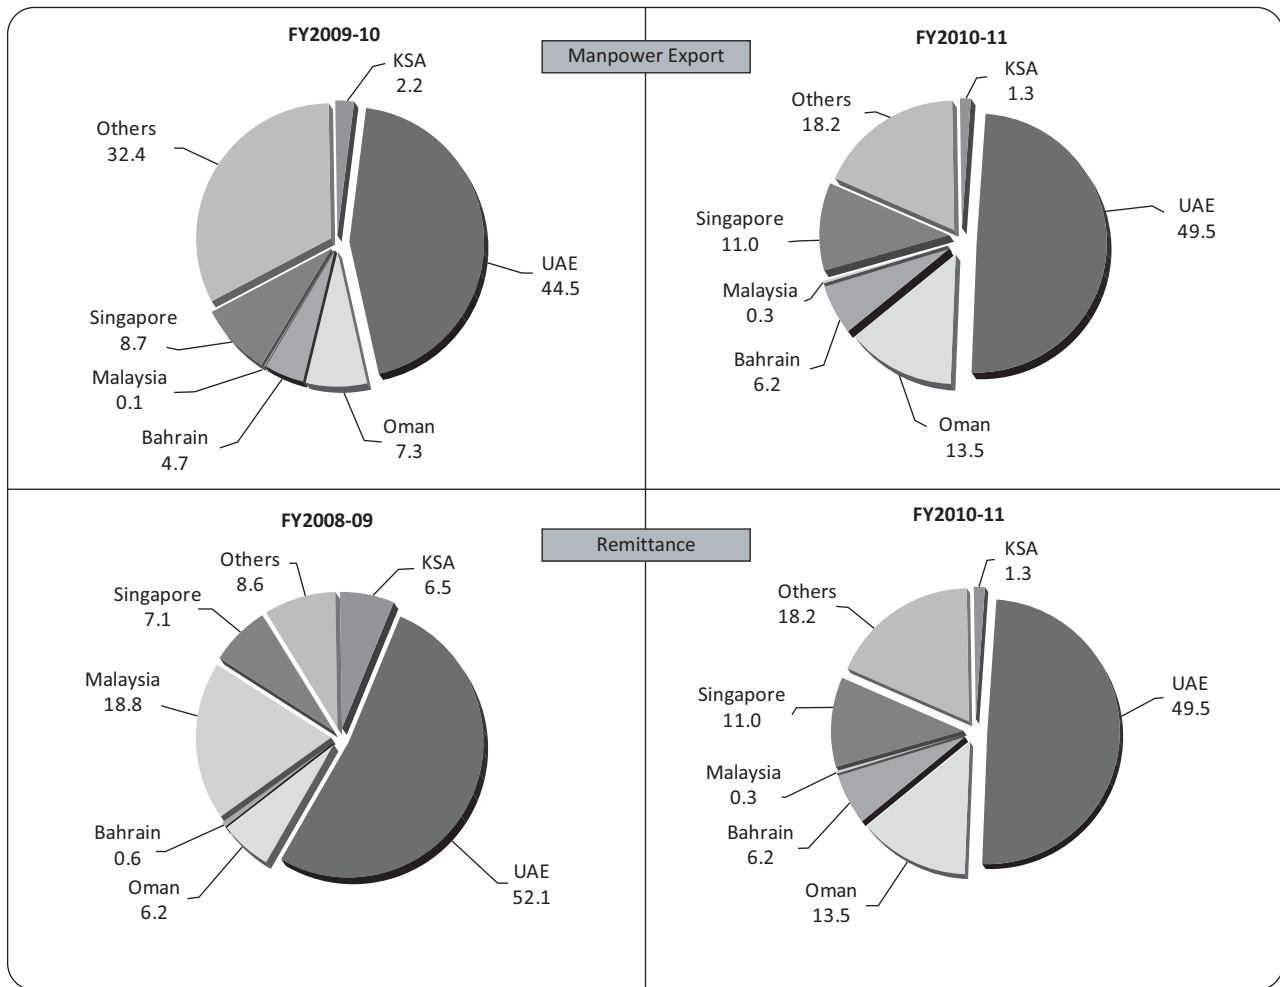 Manpower Export
FY2009-10
KSA
2.2
Others
32.4
UAE
44.5
Singapore
8.7
Malaysia
0.1
Bahrain
4.7
Oman
7.3
FY2010-11
KSA
1.3
Others
18.2
UAE
49.5
Singapore
11.0
Malaysia
0.3
Bahrain
6.2
Oman
13.5
Remittance
FY2008-09
Others
8.6
KSA
6.5
Singapore
7.1
Malaysia
18.8
Bahrain
0.6
Oman
6.2
UAE
52.1
FY2010-11
KSA
1.3
Others
18.2
UAE
49.5
Singapore
11.0
Malaysia
0.3
Bahrain
6.2
Oman
13.5